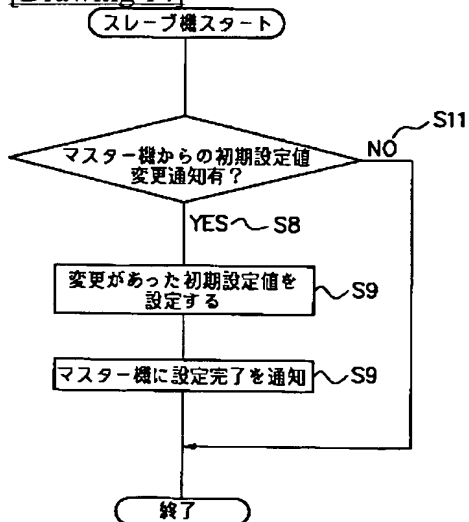 スレーブ機スタート
マスター機からの初期設定値
変更通知有？
NO
S11
YES
S8
変更があった初期設定値を
設定する
S9
マスター機に設定完了を通知
S9
終了